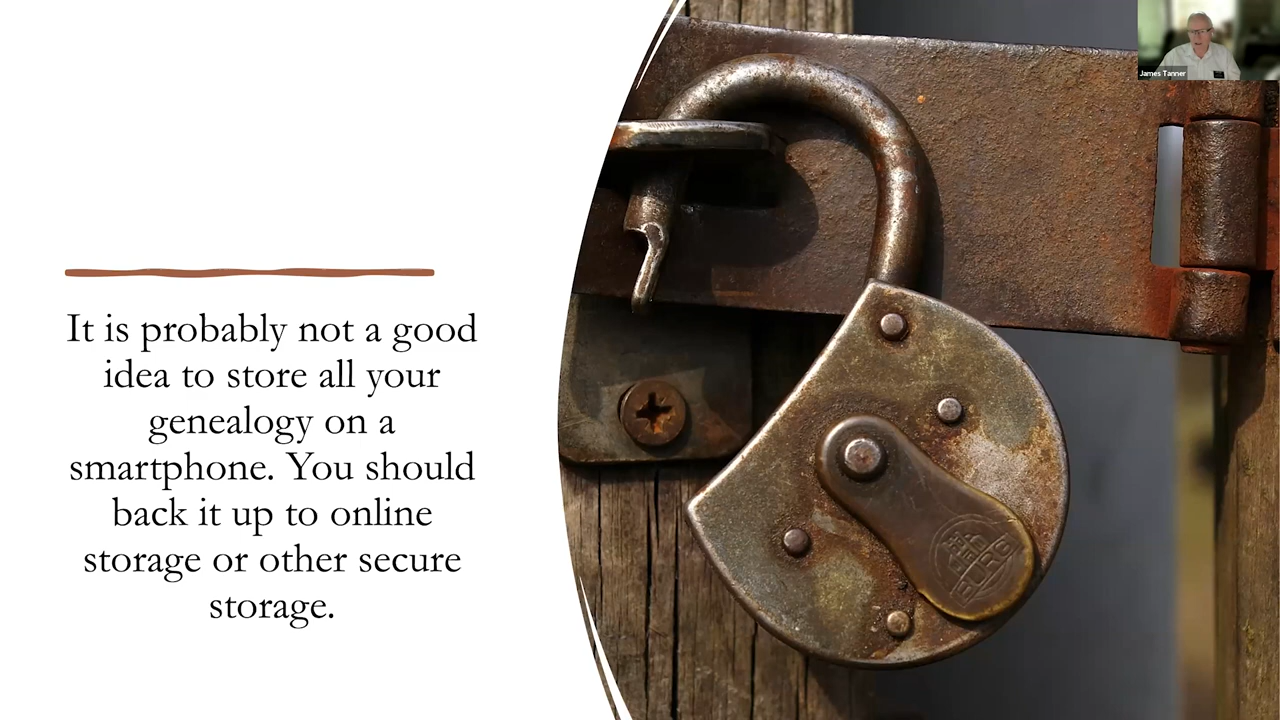 James Tanner
It is probably not a good
idea to store all your
genealogy on a
smartphone. You should
back it up to online
storage or other secure
storage.
BURG